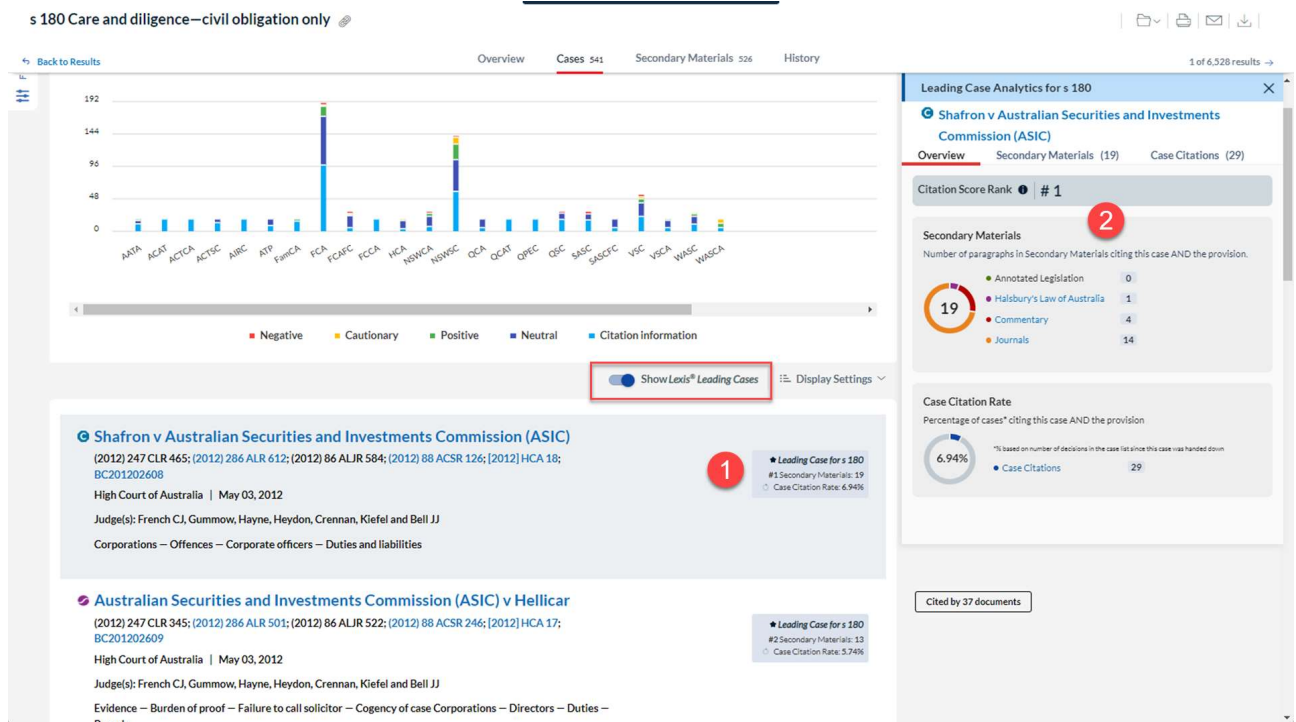 s 180 Care and diligence—civil obligation only
Back to Results
Overview
Cases 541
Secondary Materials 526
History
1 of 6,528 results →
192
144
96
48
0
AATA ACAT ACTCA ACTSC AIRC ATP FamCA FCA FCAFC FCCA HCA NSWCA NSWSC QCA QCAT QPEC QSC SASC SASCFC VSC VSCA WASC WASCA
Negative Cautionary Positive Neutral Citation information
Show Lexis® Leading Cases
Display Settings
C Shafron v Australian Securities and Investments Commission (ASIC)
(2012) 247 CLR 465; (2012) 286 ALR 612; (2012) 86 ALJR 584; (2012) 88 ACSR 126; [2012] HCA 18;
BC201202608
High Court of Australia | May 03, 2012
Judge(s): French CJ, Gummow, Hayne, Heydon, Crennan, Kiefel and Bell JJ
Corporations — Offences — Corporate officers — Duties and liabilities
1
Leading Case for s 180
#1 Secondary Materials: 19
Case Citation Rate: 6.94%
Australian Securities and Investments Commission (ASIC) v Hellicar
(2012) 247 CLR 345; (2012) 286 ALR 501; (2012) 86 ALJR 522; (2012) 88 ACSR 246; [2012] HCA 17;
BC201202609
High Court of Australia | May 03, 2012
Judge(s): French CJ, Gummow, Hayne, Heydon, Crennan, Kiefel and Bell JJ
Evidence — Burden of proof — Failure to call solicitor — Cogency of case Corporations — Directors — Duties —
Leading Case for s 180
#2 Secondary Materials: 13
Case Citation Rate: 5.74%
Leading Case Analytics for s 180
C Shafron v Australian Securities and Investments
Commission (ASIC)
Overview Secondary Materials (19) Case Citations (29)
Citation Score Rank # 1
2
Secondary Materials
Number of paragraphs in Secondary Materials citing this case AND the provision.
19
Annotated Legislation 0
Halsbury's Law of Australia 1
Commentary 4
Journals 14
Case Citation Rate
Percentage of cases* citing this case AND the provision
6.94%
*% based on number of decisions in the case list since this case was handed down
Case Citations 29
Cited by 37 documents